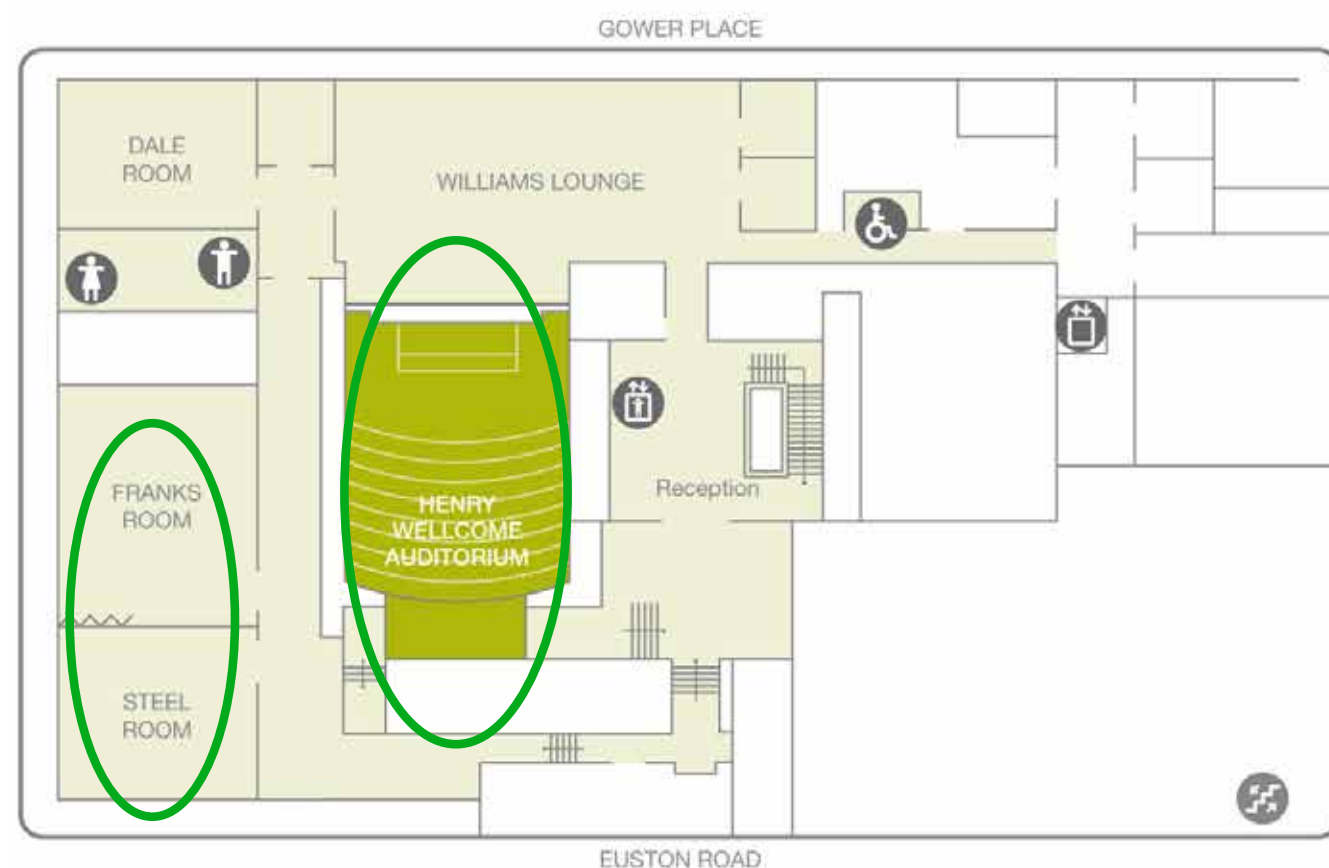 GOWER PLACE
DALE
ROOM
WILLIAMS LOUNGE
FRANKS
ROOM
HENRY
WELLCOME
AUDITORIUM
Reception
STEEL
ROOM
EUSTON ROAD